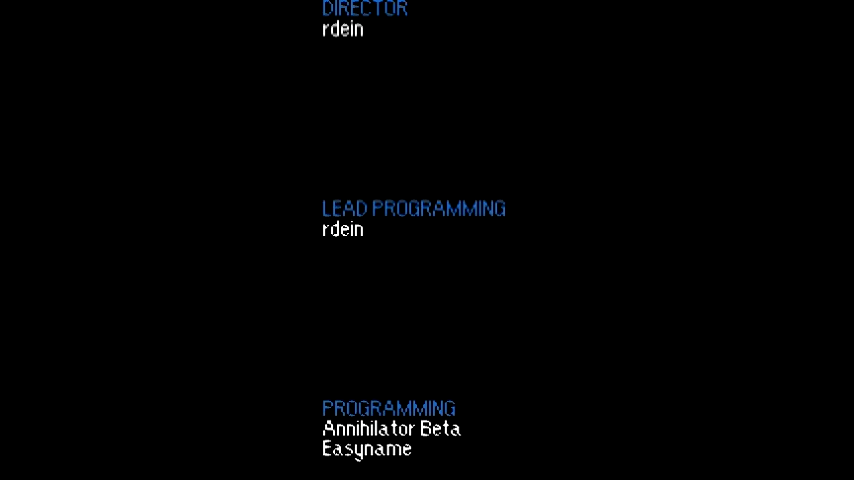 DIRECTOR
rdein
LEAD PROGRAMMING
rdein
PROGRAMMING
Annihilator Beta
Easyname